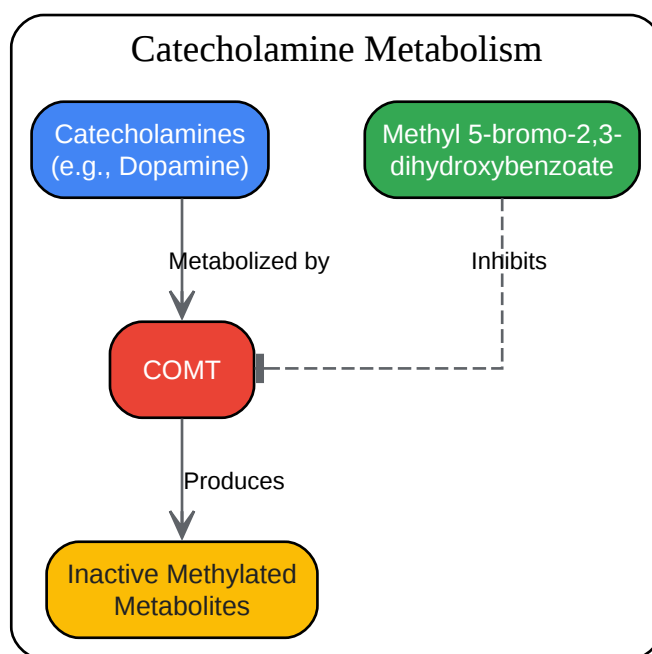 Catecholamine Metabolism
Catecholamines
(e.g., Dopamine)
Methyl 5-bromo-2,3-
dihydroxybenzoate
Metabolized by
Inhibits
COMT
Produces
Inactive Methylated
Metabolites